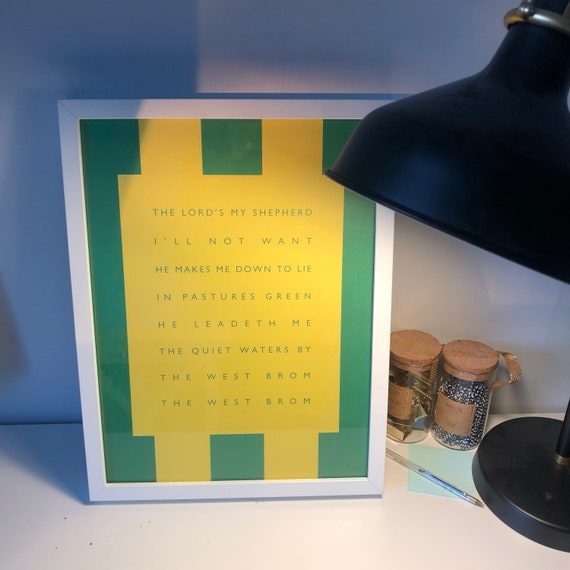 THE LORD'S MY SHEPHERD
I'LL NOT WANT
HE MAKES ME DOWN TO LIE
IN PASTURES GREEN
HE LEADETH ME
THE QUIET WATERS BY
THE WEST BROM
THE WEST BROM